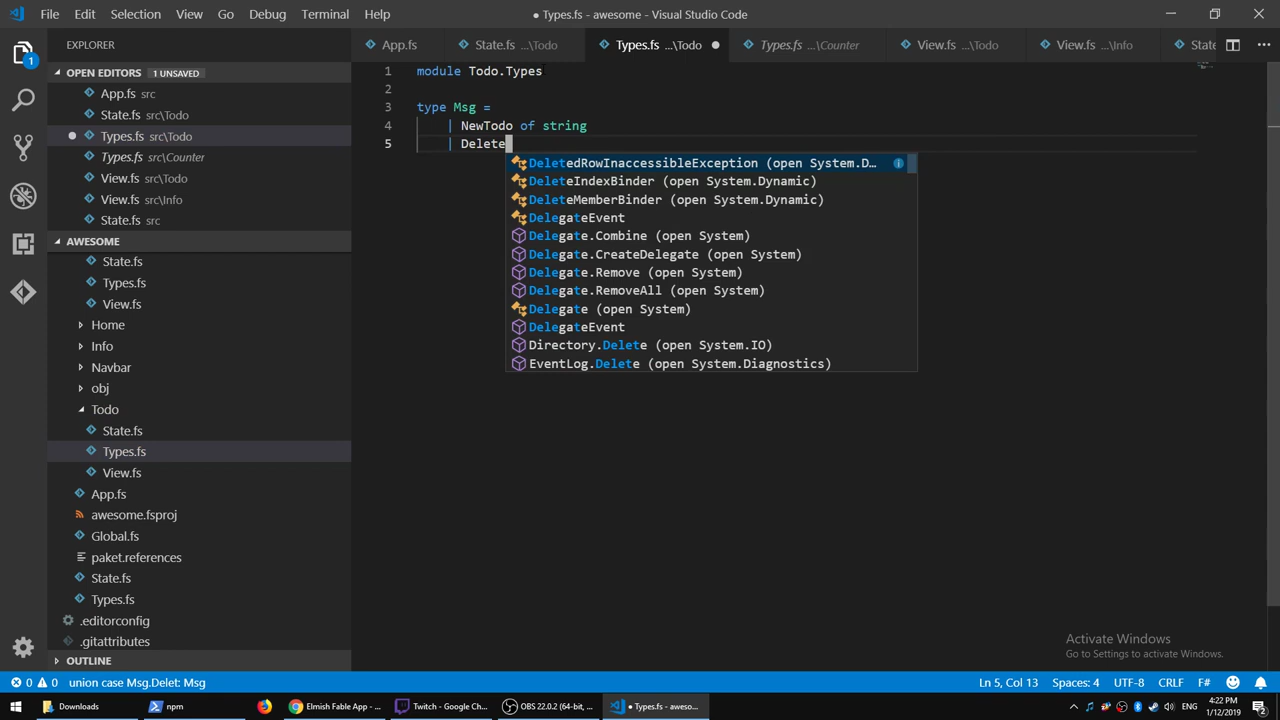 File Edit Selection View Go Debug Terminal Help
● Types.fs - awesome - Visual Studio Code
EXPLORER
OPEN EDITORS 1 UNSAVED
App.fs src
State.fs src\Todo
Types.fs src\Todo
Types.fs src\Counter
View.fs src\Todo
View.fs src\Info
State.fs src
AWESOME
State.fs
Types.fs
View.fs
Home
Info
Navbar
obj
Todo
State.fs
Types.fs
View.fs
App.fs
awesome.fsproj
Global.fs
paket.references
State.fs
Types.fs
.editorconfig
.gitattributes
OUTLINE
1
App.fs State.fs ...\Todo Types.fs ...\Todo Types.fs ...\Counter View.fs ...\Todo View.fs ...\Info State
1 module Todo.Types
2
3 type Msg =
4 | NewTodo of string
5 | Delete
DeletedRowInaccessibleException (open System.D...
DeleteIndexBinder (open System.Dynamic)
DeleteMemberBinder (open System.Dynamic)
DelegateEvent
Delegate.Combine (open System)
Delegate.CreateDelegate (open System)
Delegate.Remove (open System)
Delegate.RemoveAll (open System)
Delegate (open System)
DelegateEvent
Directory.Delete (open System.IO)
EventLog.Delete (open System.Diagnostics)
Activate Windows
Go to Settings to activate Windows.
0 0 union case Msg.Delet: Msg Ln 5, Col 13 Spaces: 4 UTF-8 CRLF F#
Downloads npm Elmish Fable App - ... Twitch - Google Ch... OBS 22.0.2 (64-bit, ... ● Types.fs - aweso... ENG 4:22 PM
1/12/2019 2